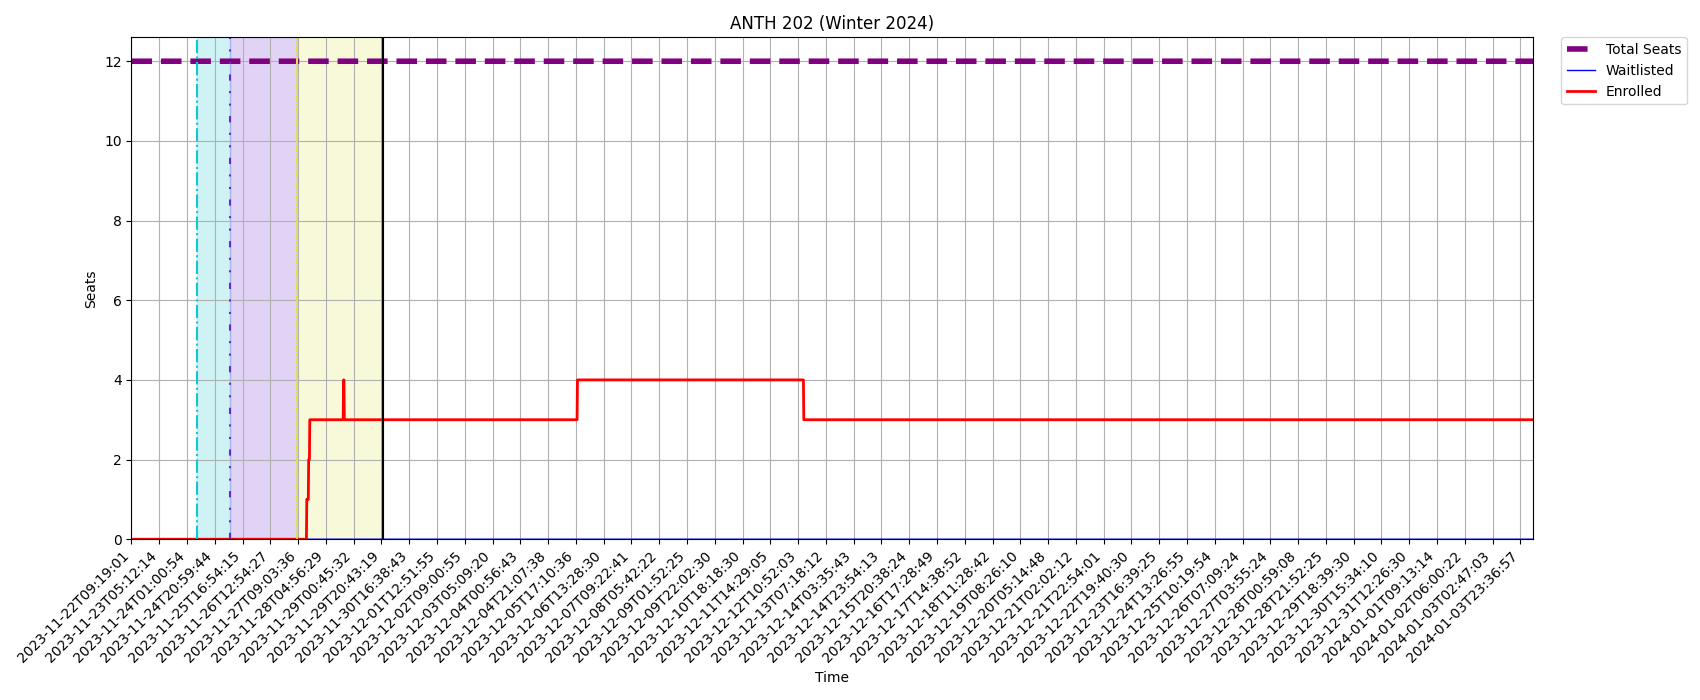 ANTH 202 (Winter 2024)
Total Seats
Waitlisted
Enrolled
Seats
12
10
8
6
4
2
0
2023-11-22T09:19:01
2023-11-23T05:12:14
2023-11-24T01:00:54
2023-11-24T20:59:44
2023-11-25T16:54:15
2023-11-26T12:54:27
2023-11-27T09:03:36
2023-11-28T04:56:29
2023-11-29T00:45:32
2023-11-29T20:43:19
2023-11-30T16:38:43
2023-12-01T12:51:55
2023-12-02T09:00:55
2023-12-03T05:09:20
2023-12-04T00:56:43
2023-12-04T21:07:38
2023-12-05T17:10:36
2023-12-06T13:28:30
2023-12-07T09:22:41
2023-12-08T05:42:22
2023-12-09T01:52:25
2023-12-09T22:02:30
2023-12-10T18:18:30
2023-12-11T14:29:05
2023-12-12T10:52:03
2023-12-13T07:18:12
2023-12-14T03:35:43
2023-12-14T23:54:13
2023-12-15T20:38:24
2023-12-16T17:28:49
2023-12-17T14:38:52
2023-12-18T11:28:42
2023-12-19T08:26:10
2023-12-20T05:14:48
2023-12-21T02:02:12
2023-12-21T22:54:01
2023-12-22T19:40:30
2023-12-23T16:39:25
2023-12-24T13:26:55
2023-12-25T10:19:54
2023-12-26T07:09:24
2023-12-27T03:55:24
2023-12-28T00:59:08
2023-12-28T21:52:25
2023-12-29T18:39:30
2023-12-30T15:34:10
2023-12-31T12:26:30
2024-01-01T09:13:14
2024-01-02T06:00:22
2024-01-03T02:47:03
2024-01-03T23:36:57
Time